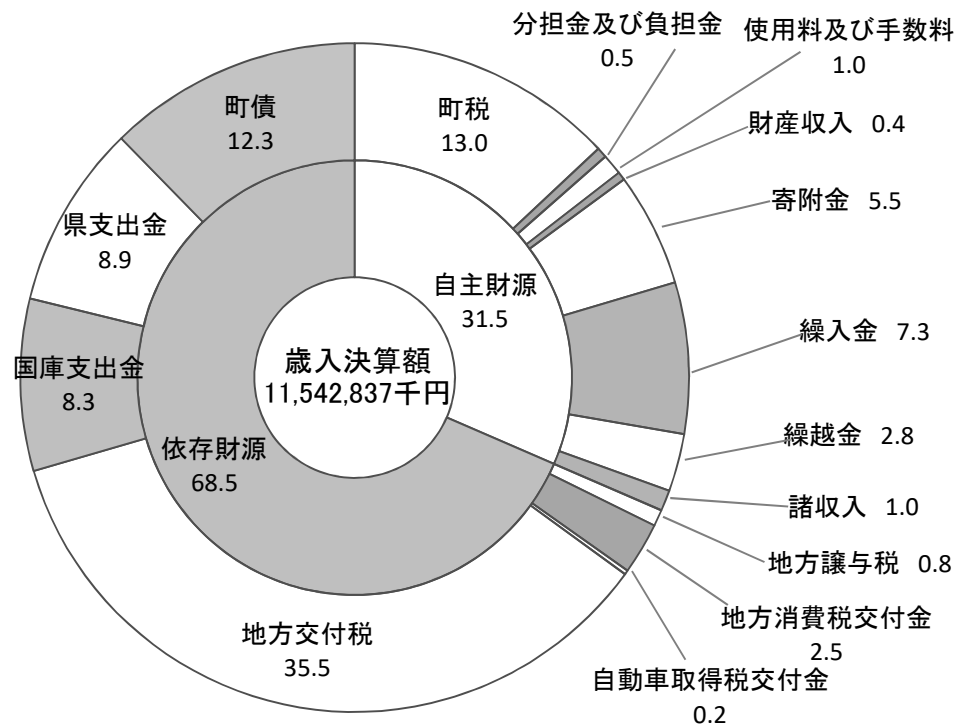 分担金及び負担金
0.5
使用料及び手数料
1.0
財産収入 0.4
寄附金 5.5
繰入金 7.3
繰越金 2.8
諸収入 1.0
地方譲与税 0.8
地方消費税交付金
2.5
自動車取得税交付金
0.2
地方交付税
35.5
国庫支出金
8.3
県支出金
8.9
町債
12.3
町税
13.0
自主財源
31.5
依存財源
68.5
歳入決算額
11,542,837千円